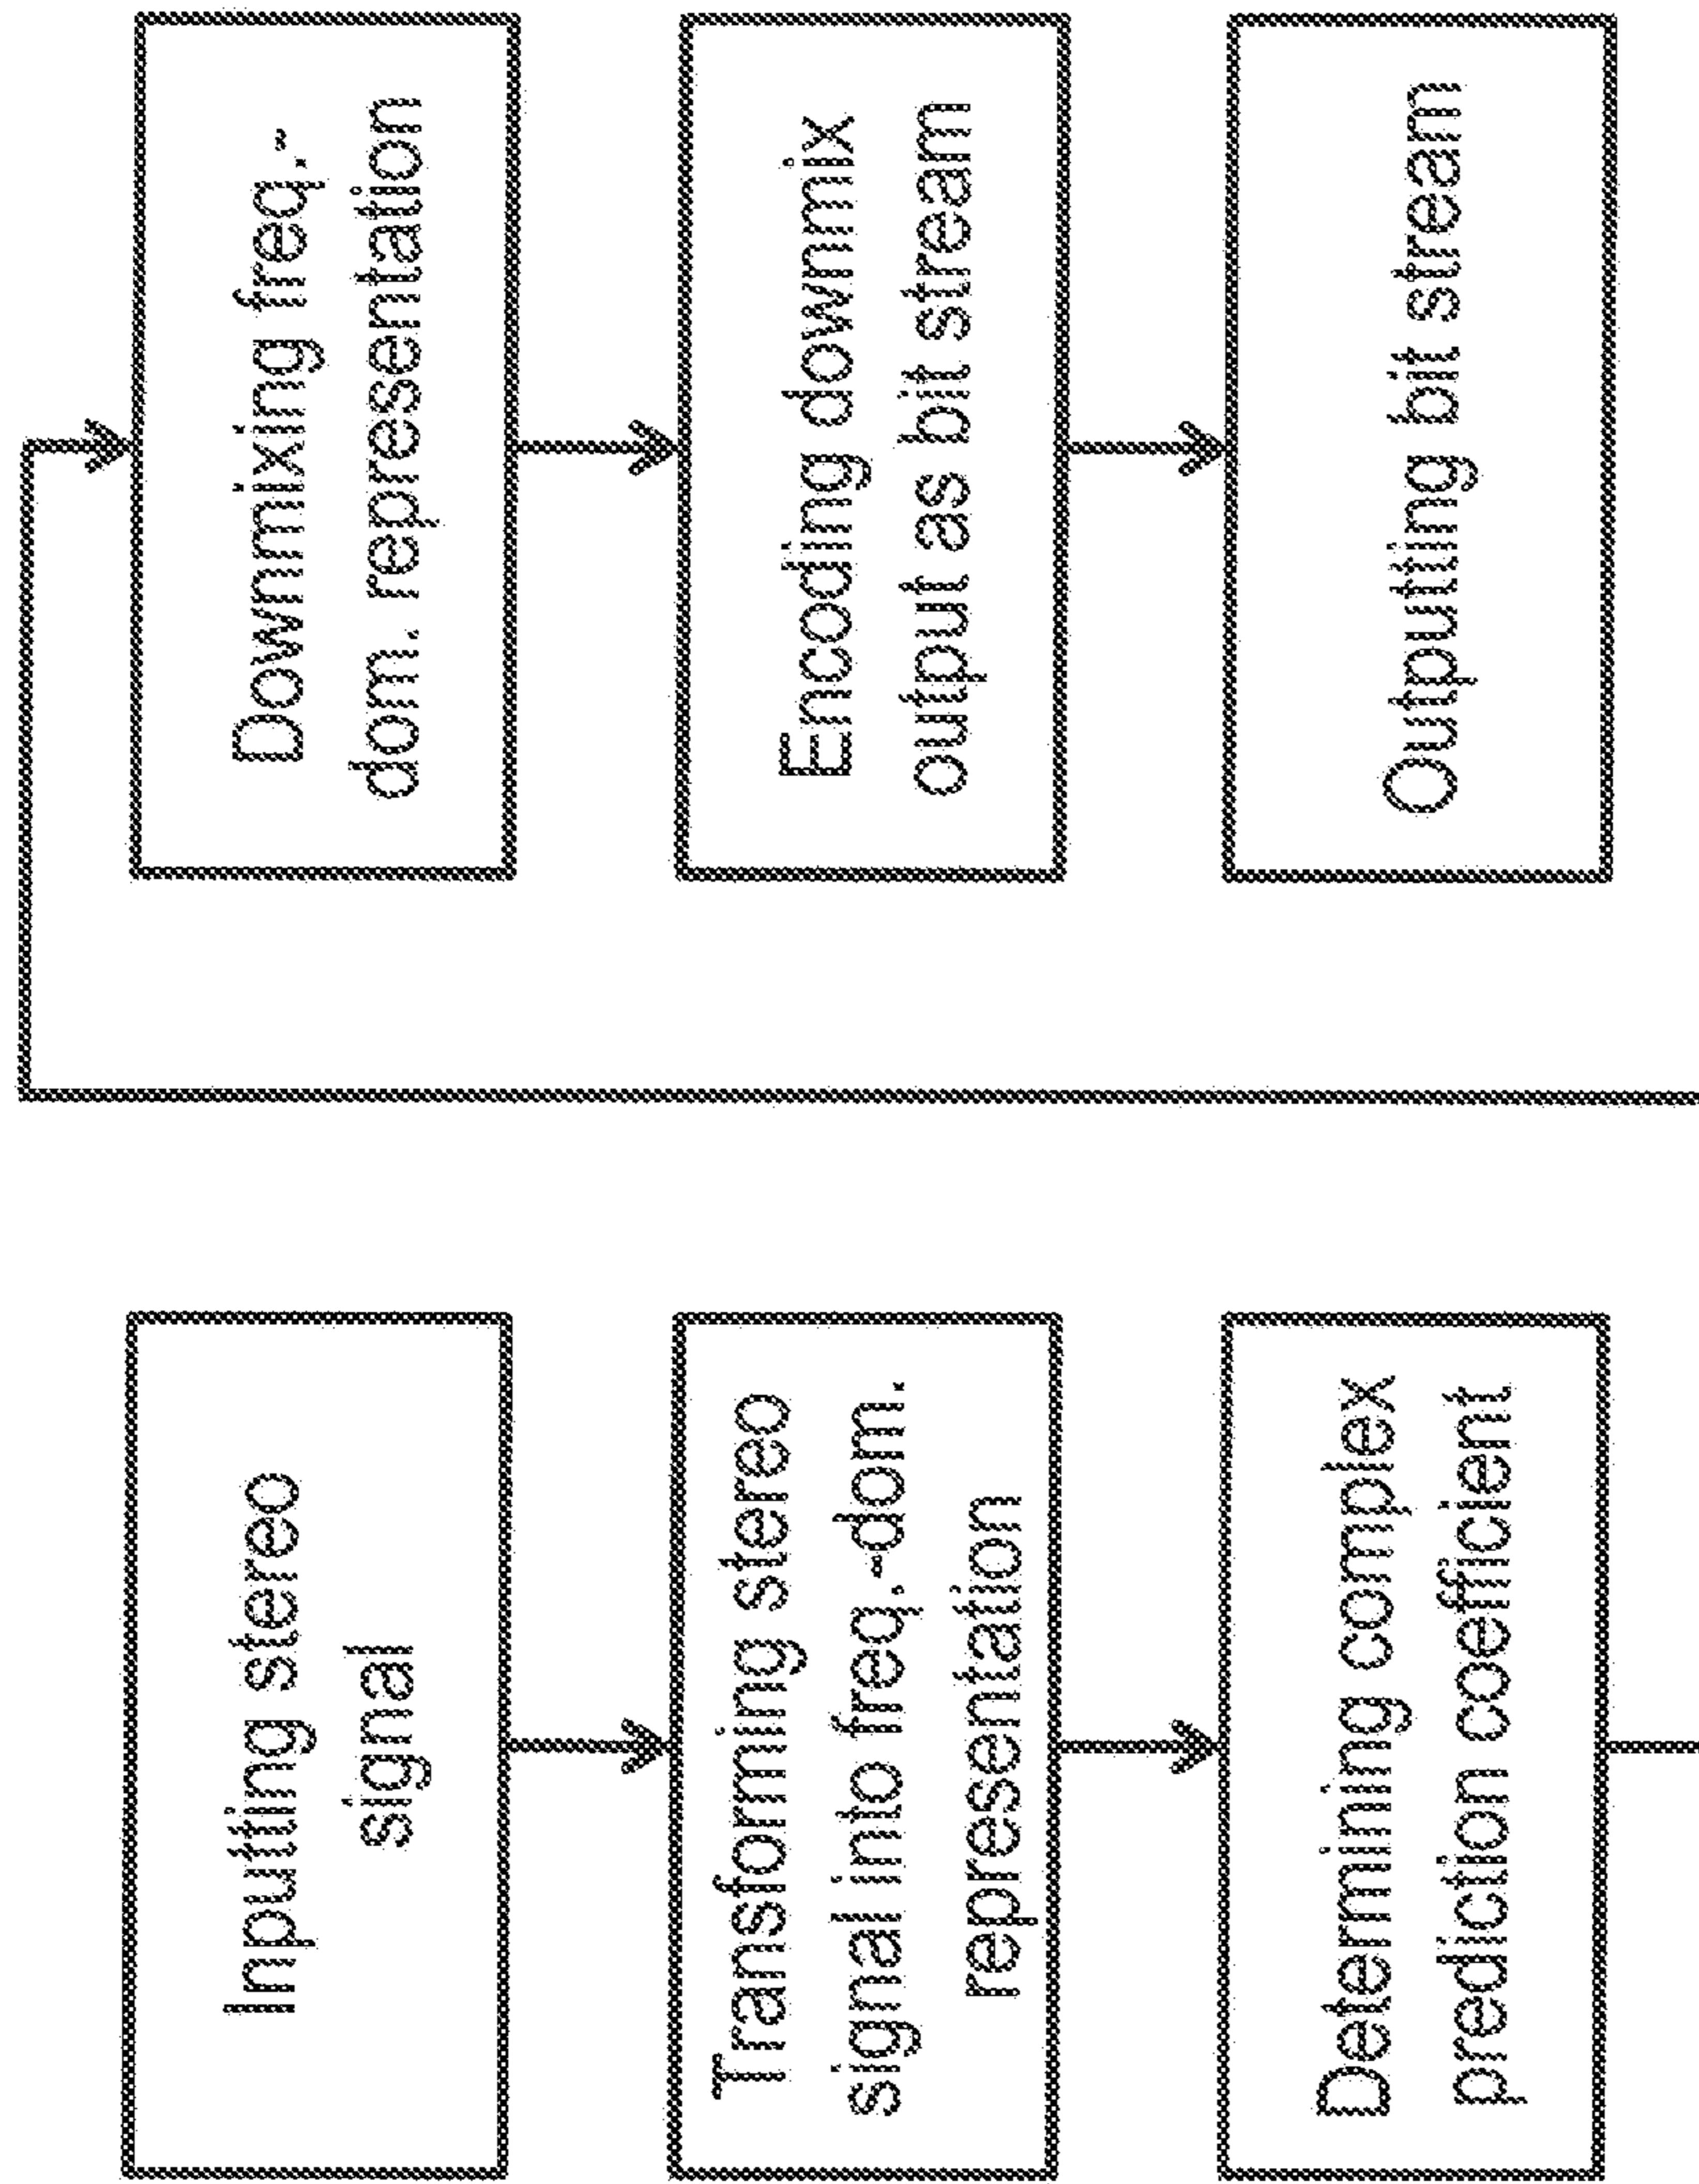 Inputting stereo
signal
Transforming stereo
signal into freq.-dom.
representation
Determining complex
prediction coefficient
Downmixing freq.-
dom. representation
Encoding downmix
output as bit stream
Outputting bit stream